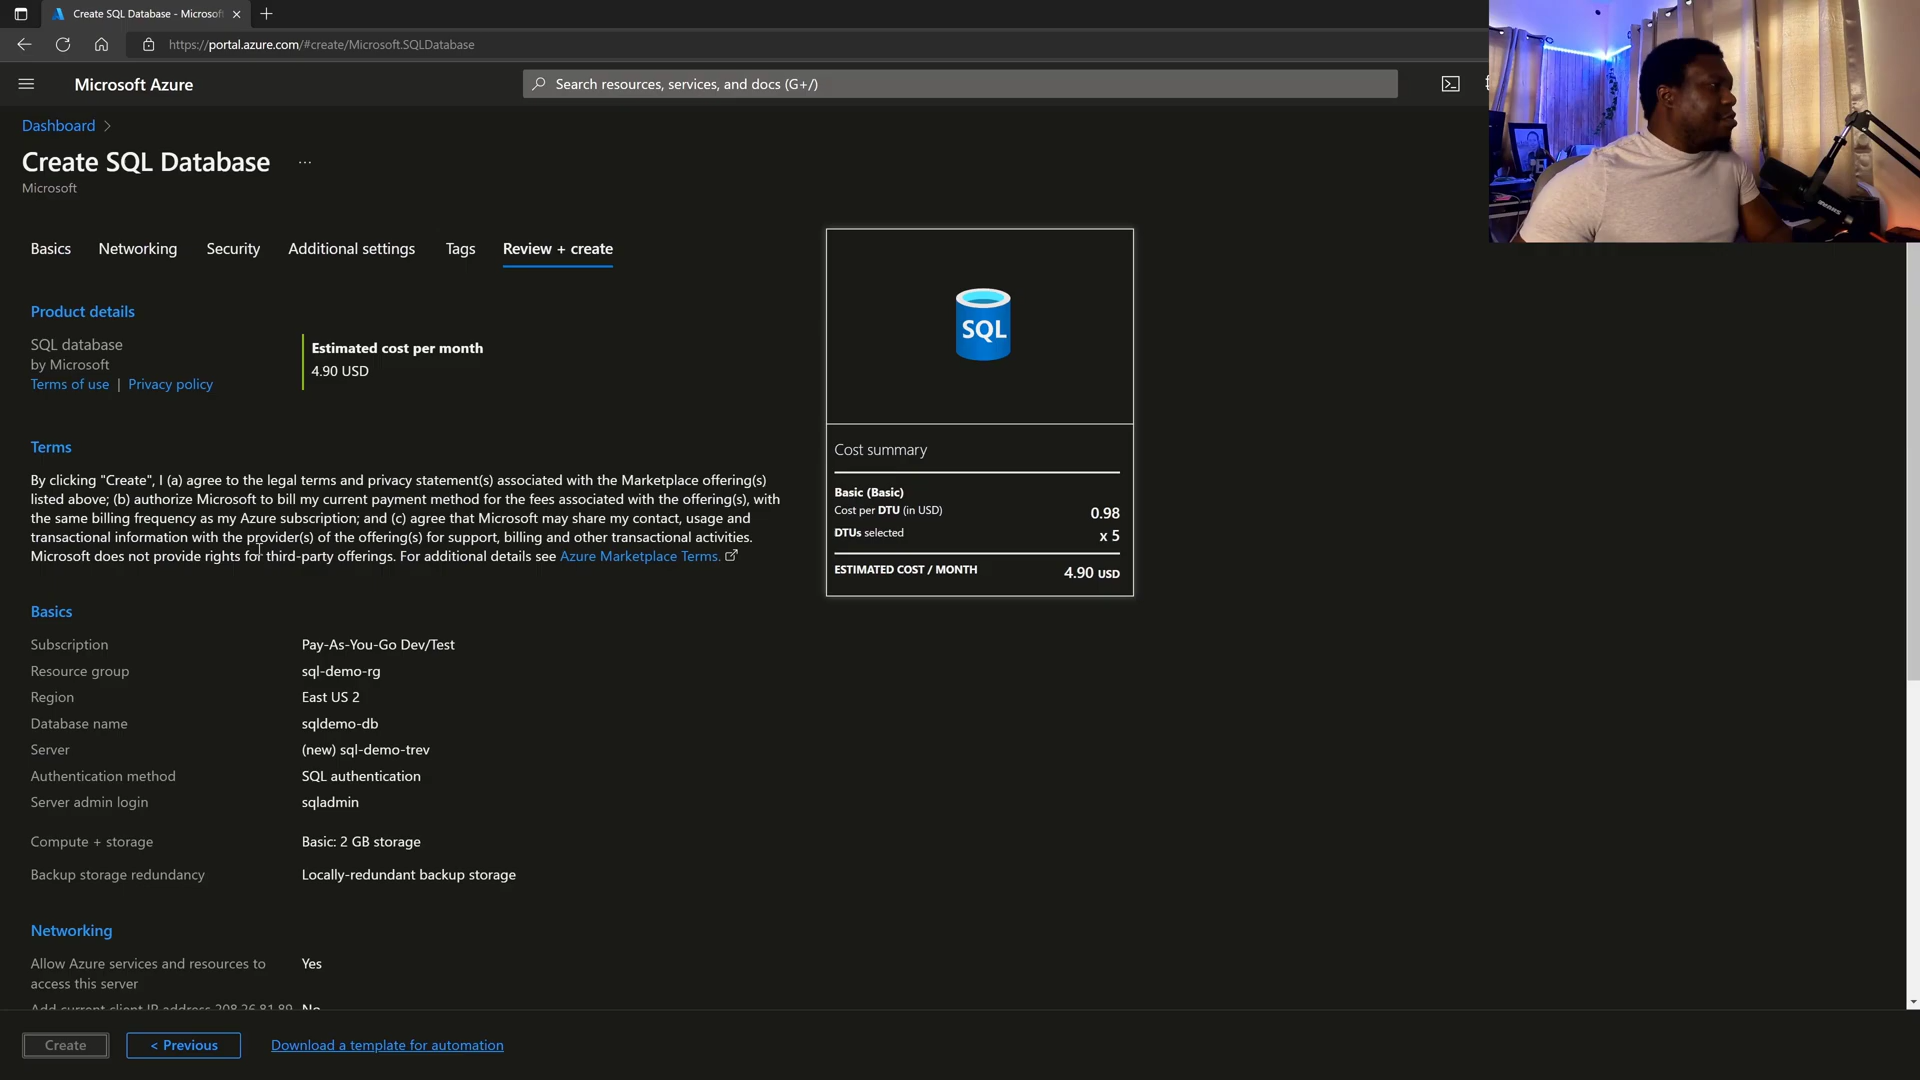 Create SQL Database - Microsof
https://portal.azure.com/#create/Microsoft.SQLDatabase
Microsoft Azure
Search resources, services, and docs (G+/)
Dashboard
Create SQL Database
...
Microsoft
Basics
Networking
Security
Additional settings
Tags
Review + create
Product details
SQL database
by Microsoft
Terms of use | Privacy policy
Estimated cost per month
4.90 USD
Terms
By clicking "Create", I (a) agree to the legal terms and privacy statement(s) associated with the Marketplace offering(s)
listed above; (b) authorize Microsoft to bill my current payment method for the fees associated with the offering(s), with
the same billing frequency as my Azure subscription; and (c) agree that Microsoft may share my contact, usage and
transactional information with the provider(s) of the offering(s) for support, billing and other transactional activities.
Microsoft does not provide rights for third-party offerings. For additional details see Azure Marketplace Terms.
SQL
Cost summary
Basic (Basic)
Cost per DTU (in USD) 0.98
DTUs selected x 5
ESTIMATED COST / MONTH 4.90 USD
Basics
Subscription Pay-As-You-Go Dev/Test
Resource group sql-demo-rg
Region East US 2
Database name sqldemo-db
Server (new) sql-demo-trev
Authentication method SQL authentication
Server admin login sqladmin
Compute + storage Basic: 2 GB storage
Backup storage redundancy Locally-redundant backup storage
Networking
Allow Azure services and resources to Yes
access this server
Add current client IP address 208.26.81.89 No
Create
< Previous
Download a template for automation